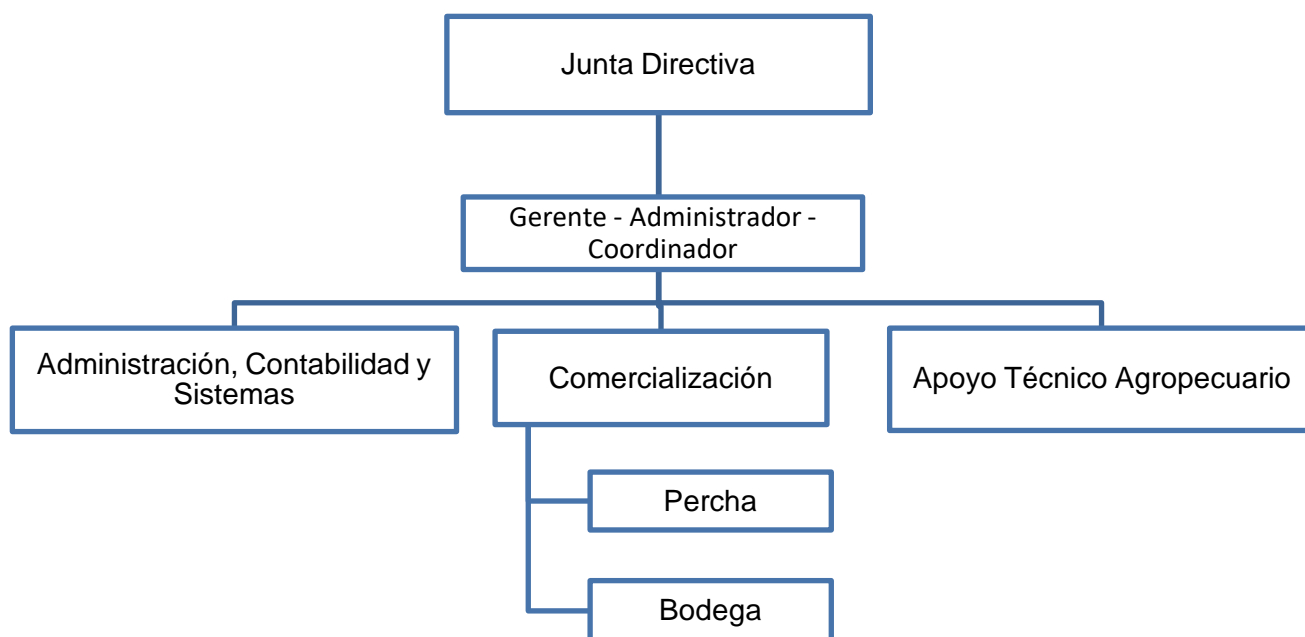 Junta Directiva
Gerente - Administrador -
Coordinador
Administración, Contabilidad y
Sistemas
Comercialización
Apoyo Técnico Agropecuario
Percha
Bodega